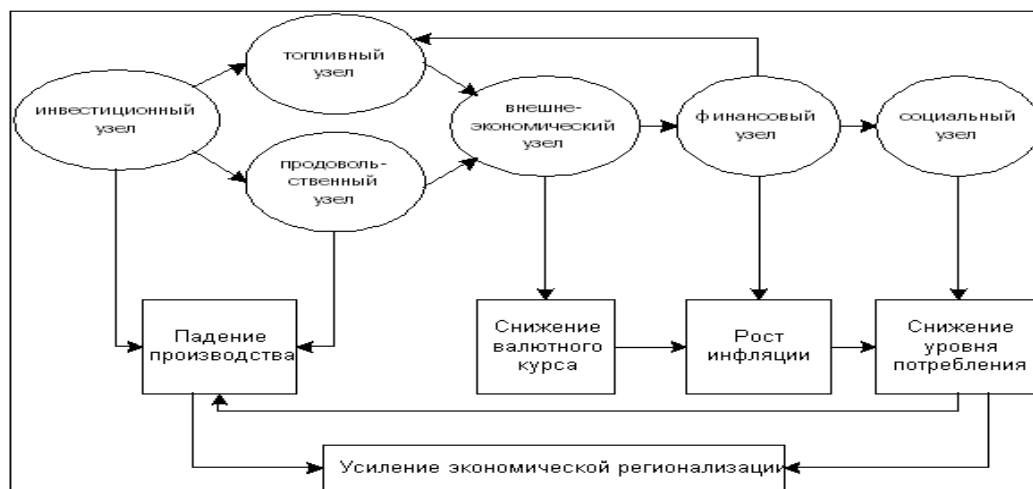 топливный
узел
инвестиционный
узел
внешне-
экономический
узел
финансовый
узел
социальный
узел
продоволь-
ственный
узел
Падение
производства
Снижение
валютного
курса
Рост
инфляции
Снижение
уровня
потребления
Усиление экономической регионализации